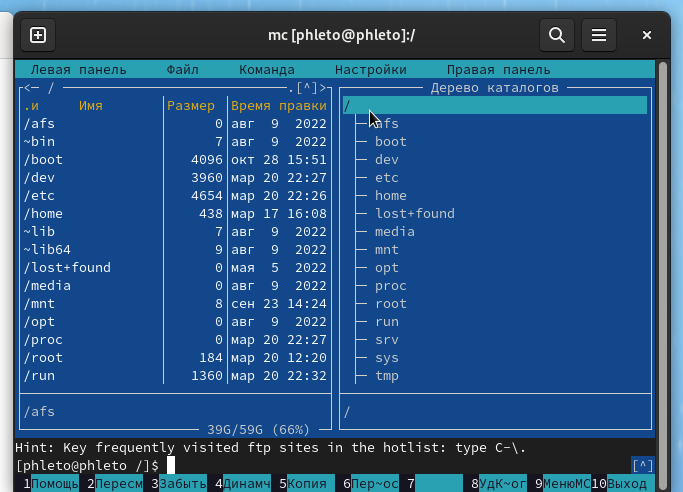 mc [phleto@phleto]:/
Левая панель Файл Команда Настройки Правая панель
<─ / .[^]> Дерево каталогов
.и Имя Размер Время правки /
/afs 0 авг 9 2022 afs
~bin 7 авг 9 2022 boot
/boot 4096 окт 28 15:51 dev
/dev 3960 мар 20 22:27 etc
/etc 4654 мар 20 22:26 home
/home 438 мар 17 16:08 lost+found
~lib 7 авг 9 2022 media
~lib64 9 авг 9 2022 mnt
/lost+found 0 мая 5 2022 opt
/media 0 авг 9 2022 proc
/mnt 8 сен 23 14:24 root
/opt 0 авг 9 2022 run
/proc 0 мар 20 22:27 srv
/root 184 мар 20 12:20 sys
/run 1360 мар 20 22:32 tmp
/afs /
39G/59G (66%)
Hint: Key frequently visited ftp sites in the hotlist: type C-\.
[phleto@phleto /]$ [^]
1Помощь 2Пересм 3Забыть 4Динамч 5Копия 6Пер~ос 7 8УдК~ог 9МенюMC 10Выход